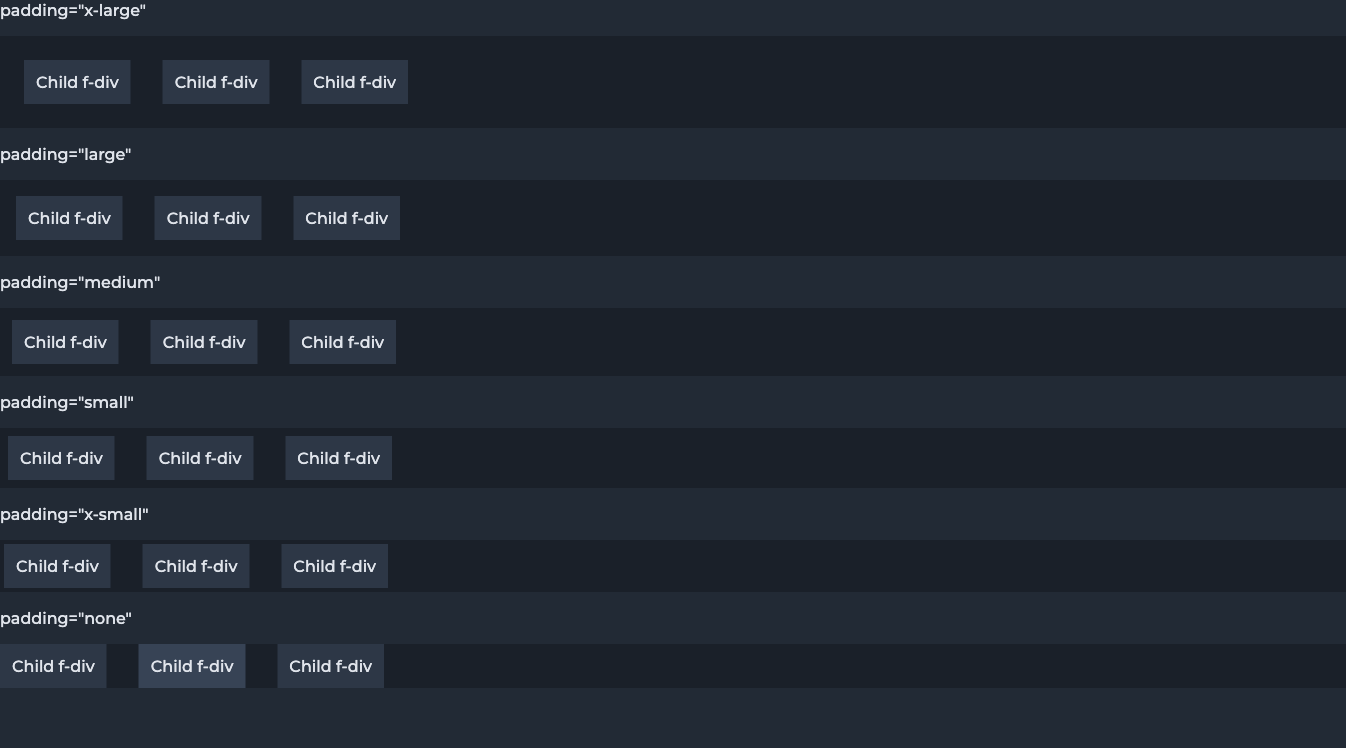 padding="x-large"
Child f-div Child f-div Child f-div
padding="large"
Child f-div Child f-div Child f-div
padding="medium"
Child f-div Child f-div Child f-div
padding="small"
Child f-div Child f-div Child f-div
padding="x-small"
Child f-div Child f-div Child f-div
padding="none"
Child f-div Child f-div Child f-div